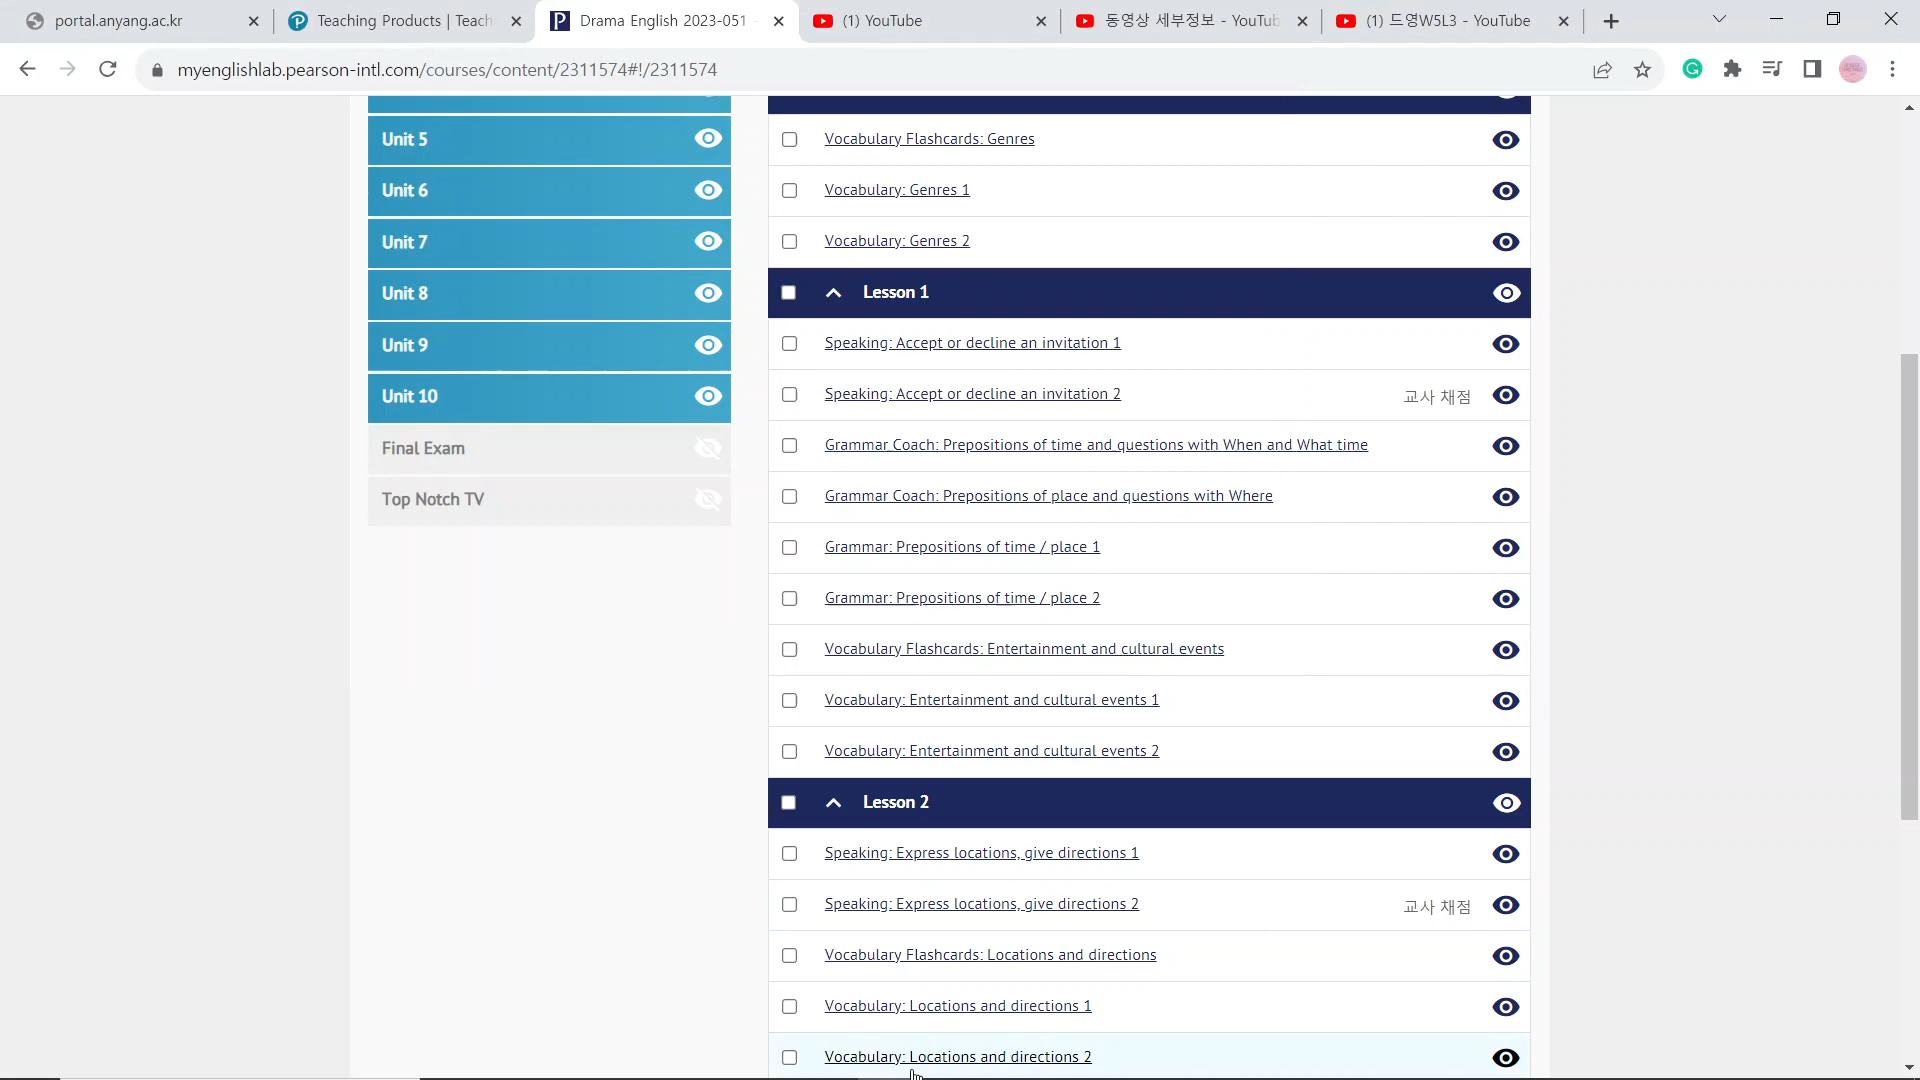 portal.anyang.ac.kr
Teaching Products | Teach
Drama English 2023-051 -
(1) YouTube
동영상 세부정보 - YouTub
(1) 드영W5L3 - YouTube
myenglishlab.pearson-intl.com/courses/content/2311574#!/2311574
Unit 5
Unit 6
Unit 7
Unit 8
Unit 9
Unit 10
Final Exam
Top Notch TV
Vocabulary Flashcards: Genres
Vocabulary: Genres 1
Vocabulary: Genres 2
Lesson 1
Speaking: Accept or decline an invitation 1
Speaking: Accept or decline an invitation 2 교사 채점
Grammar Coach: Prepositions of time and questions with When and What time
Grammar Coach: Prepositions of place and questions with Where
Grammar: Prepositions of time / place 1
Grammar: Prepositions of time / place 2
Vocabulary Flashcards: Entertainment and cultural events
Vocabulary: Entertainment and cultural events 1
Vocabulary: Entertainment and cultural events 2
Lesson 2
Speaking: Express locations, give directions 1
Speaking: Express locations, give directions 2 교사 채점
Vocabulary Flashcards: Locations and directions
Vocabulary: Locations and directions 1
Vocabulary: Locations and directions 2